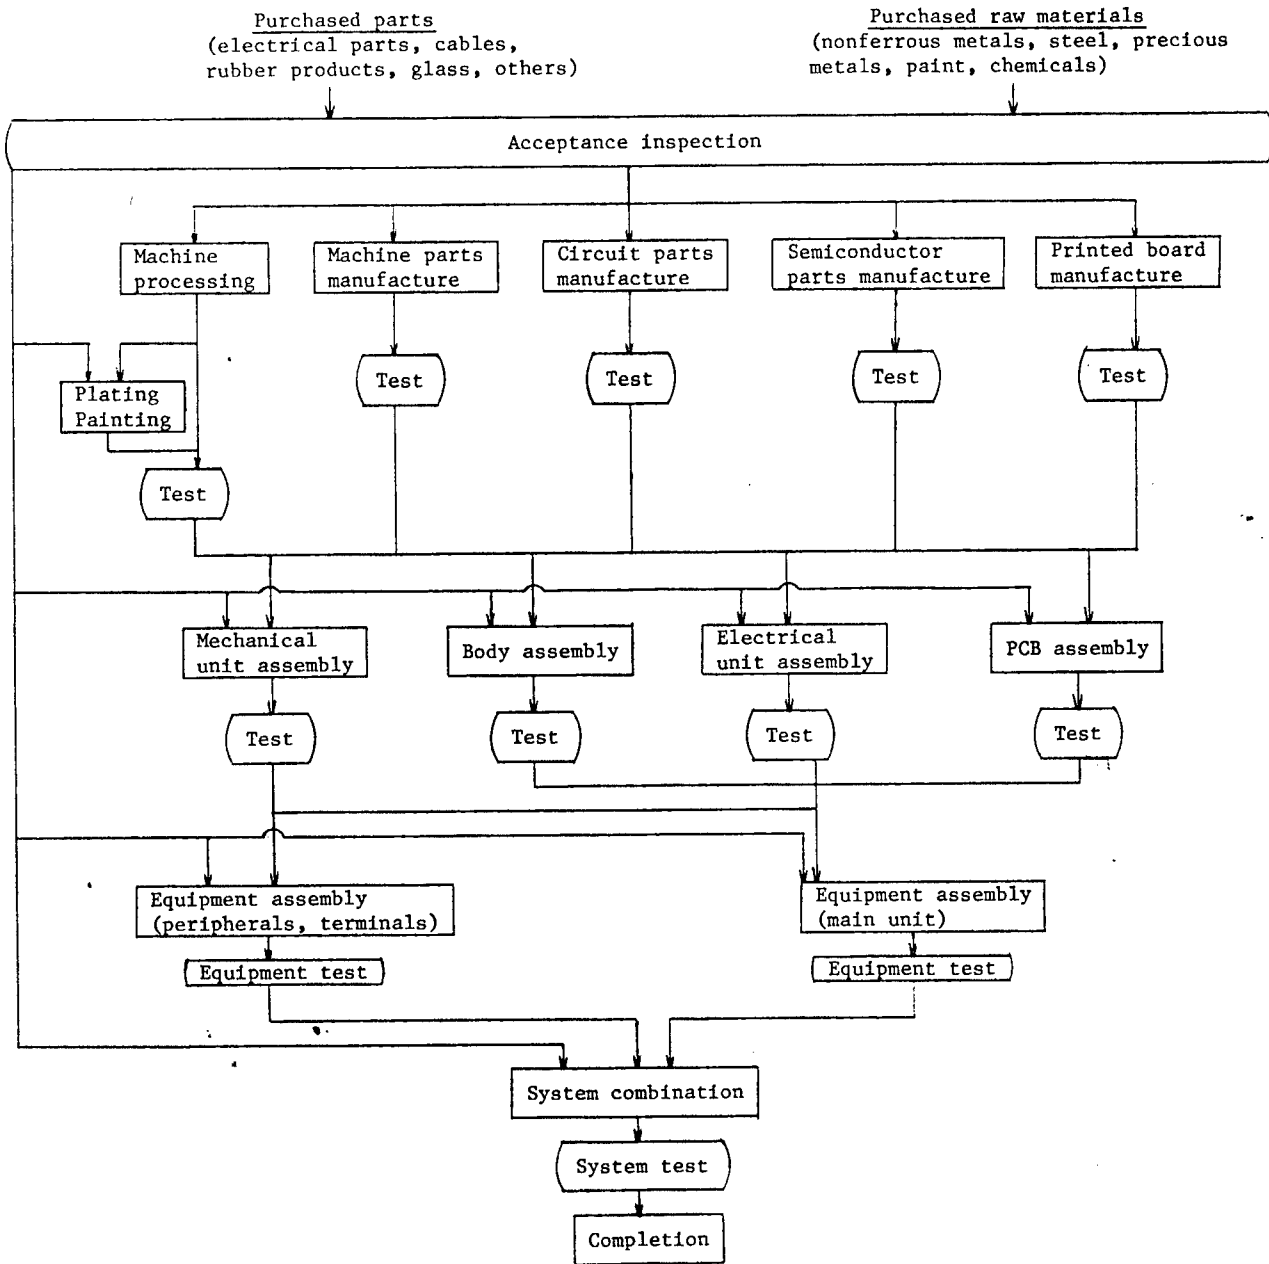 Purchased parts
(electrical parts, cables,
rubber products, glass, others)
Purchased raw materials
(nonferrous metals, steel, precious
metals, paint, chemicals)
Acceptance inspection
Machine
processing
Machine parts
manufacture
Circuit parts
manufacture
Semiconductor
parts manufacture
Printed board
manufacture
Plating
Painting
Test
Test
Test
Test
Test
Mechanical
unit assembly
Body assembly
Electrical
unit assembly
PCB assembly
Test
Test
Test
Test
Equipment assembly
(peripherals, terminals)
Equipment assembly
(main unit)
Equipment test
Equipment test
System combination
System test
Completion